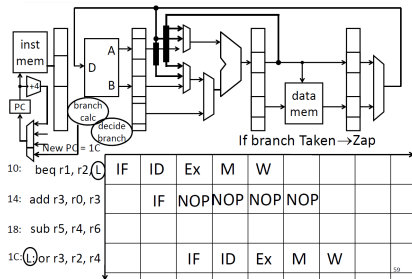 inst
mem
+4
PC
A
D
B
branch
calc
decide
branch
data
mem
New PC = 1C
If branch Taken →Zap
10: beq r1, r2, L IF ID Ex M W
14: add r3, r0, r3 IF NOP NOP NOP NOP
18: sub r5, r4, r6
1C: L: or r3, r2, r4 IF ID Ex M W
59